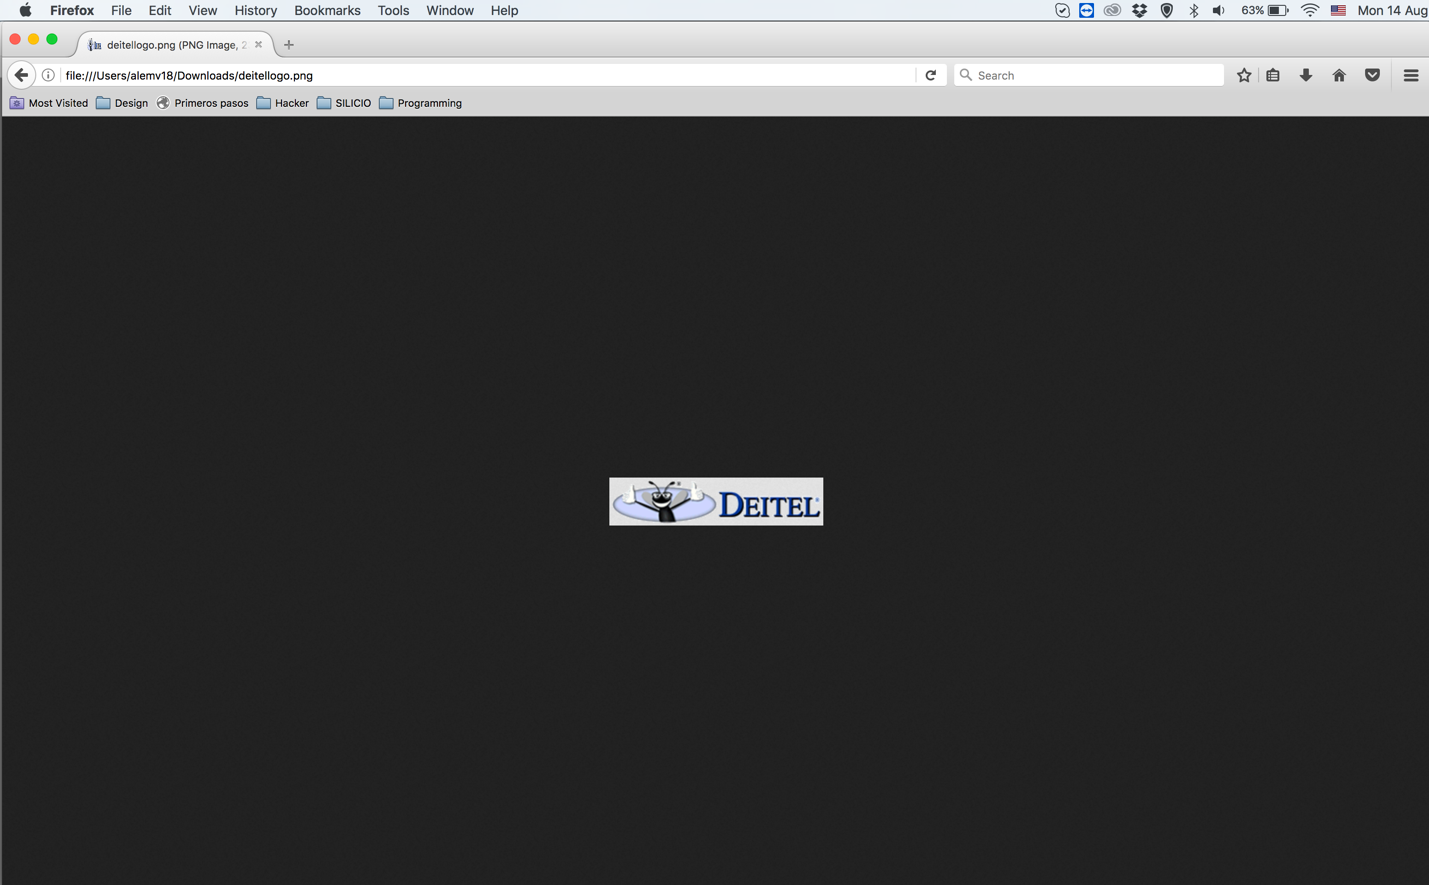 Firefox File Edit View History Bookmarks Tools Window Help 63% Mon 14 Aug
deitellogo.png (PNG Image, 2
file:///Users/alemv18/Downloads/deitellogo.png Search
Most Visited Design Primeros pasos Hacker SILICIO Programming
DEITEL